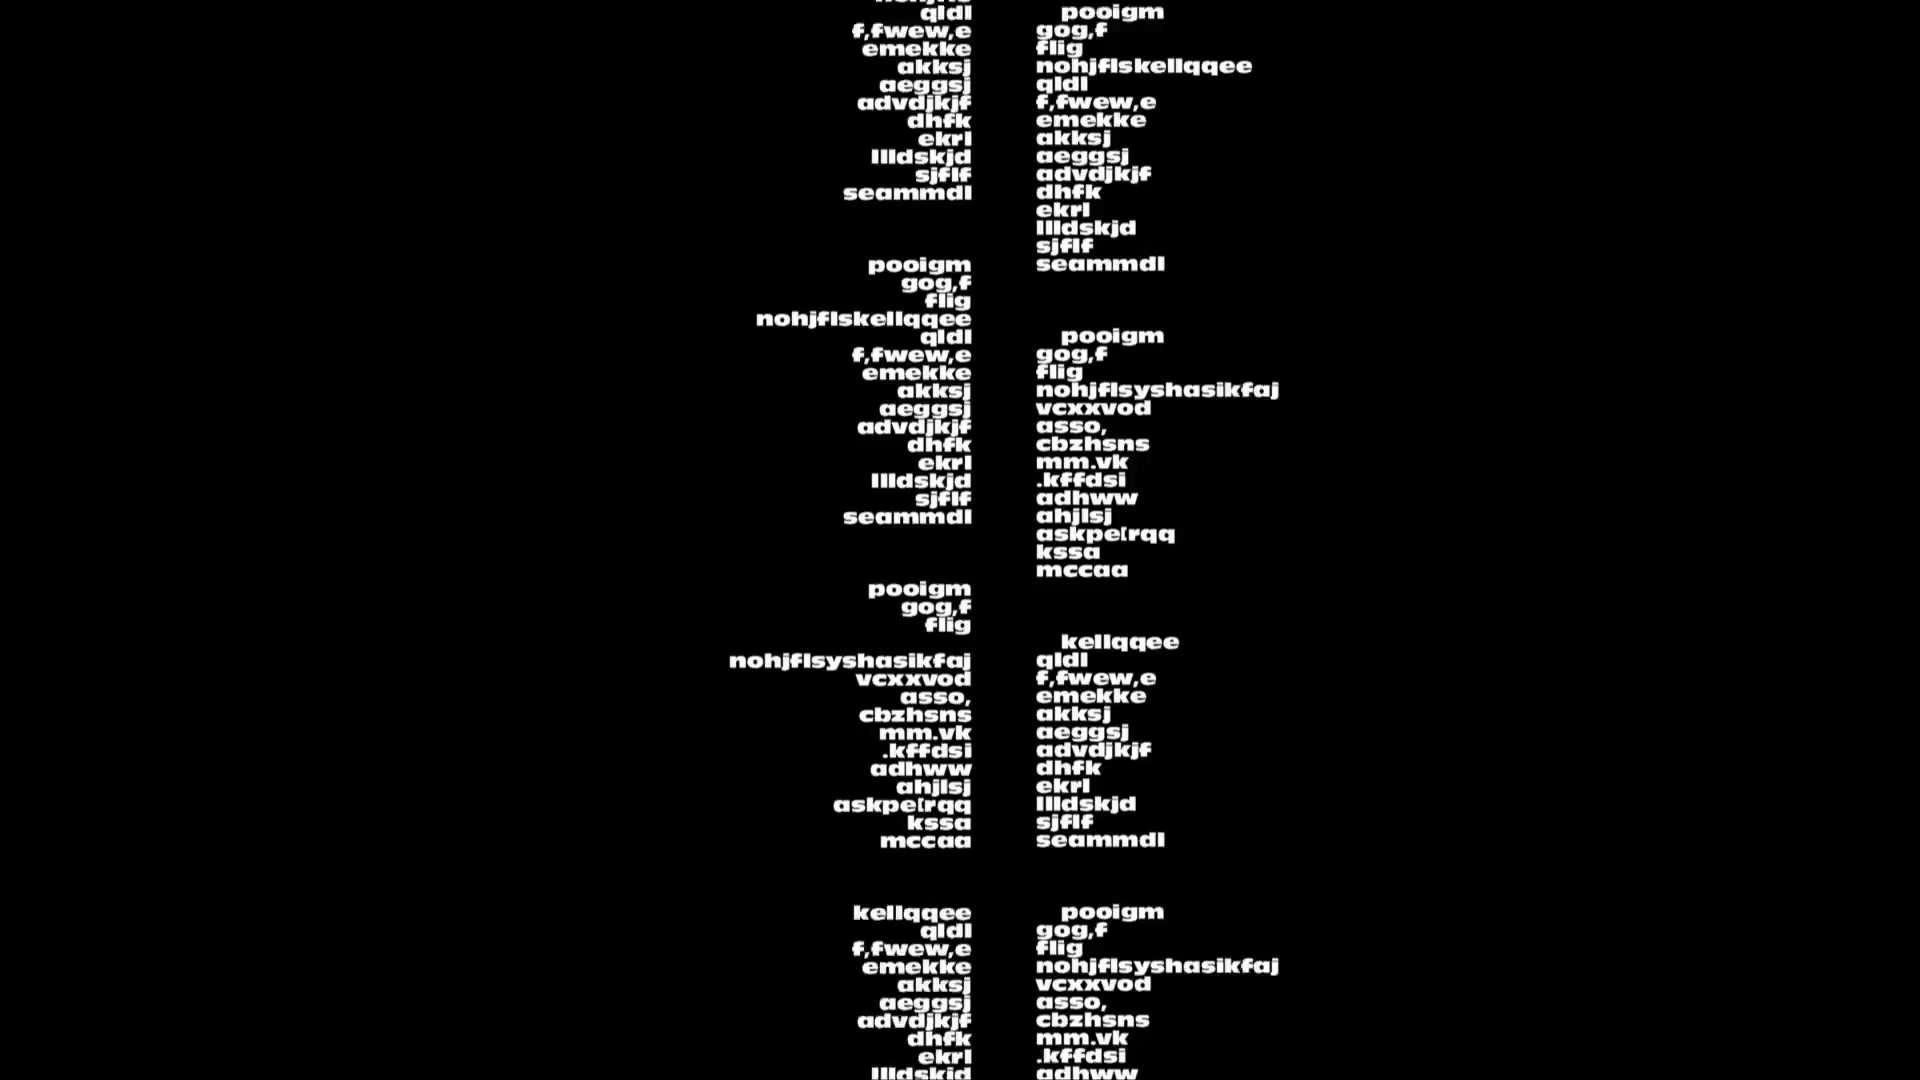 qldl
f,fwew,e
emekke
akksj
aeggsj
advdjkjf
dhfk
ekrl
llldskjd
sjflf
seammdl
pooigm
gog,f
flig
nohjflskellqqee
qldl
f,fwew,e
emekke
akksj
aeggsj
advdjkjf
dhfk
ekrl
llldskjd
sjflf
seammdl
pooigm
gog,f
flig
nohjflsyshasikfaj
vcxxvod
asso,
cbzhsns
mm.vk
.kffdsi
adhww
ahjlsj
askpe[rqq
kssa
mccaa
kellqqee
qldl
f,fwew,e
emekke
akksj
aeggsj
advdjkjf
dhfk
ekrl
llldskjd
pooigm
gog,f
flig
nohjflskellqqee
qldl
f,fwew,e
emekke
akksj
aeggsj
advdjkjf
dhfk
ekrl
llldskjd
sjflf
seammdl
pooigm
gog,f
flig
nohjflsyshasikfaj
vcxxvod
asso,
cbzhsns
mm.vk
.kffdsi
adhww
ahjlsj
askpe[rqq
kssa
mccaa
kellqqee
qldl
f,fwew,e
emekke
akksj
aeggsj
advdjkjf
dhfk
ekrl
llldskjd
sjflf
seammdl
pooigm
gog,f
flig
nohjflsyshasikfaj
vcxxvod
asso,
cbzhsns
mm.vk
.kffdsi
adhww